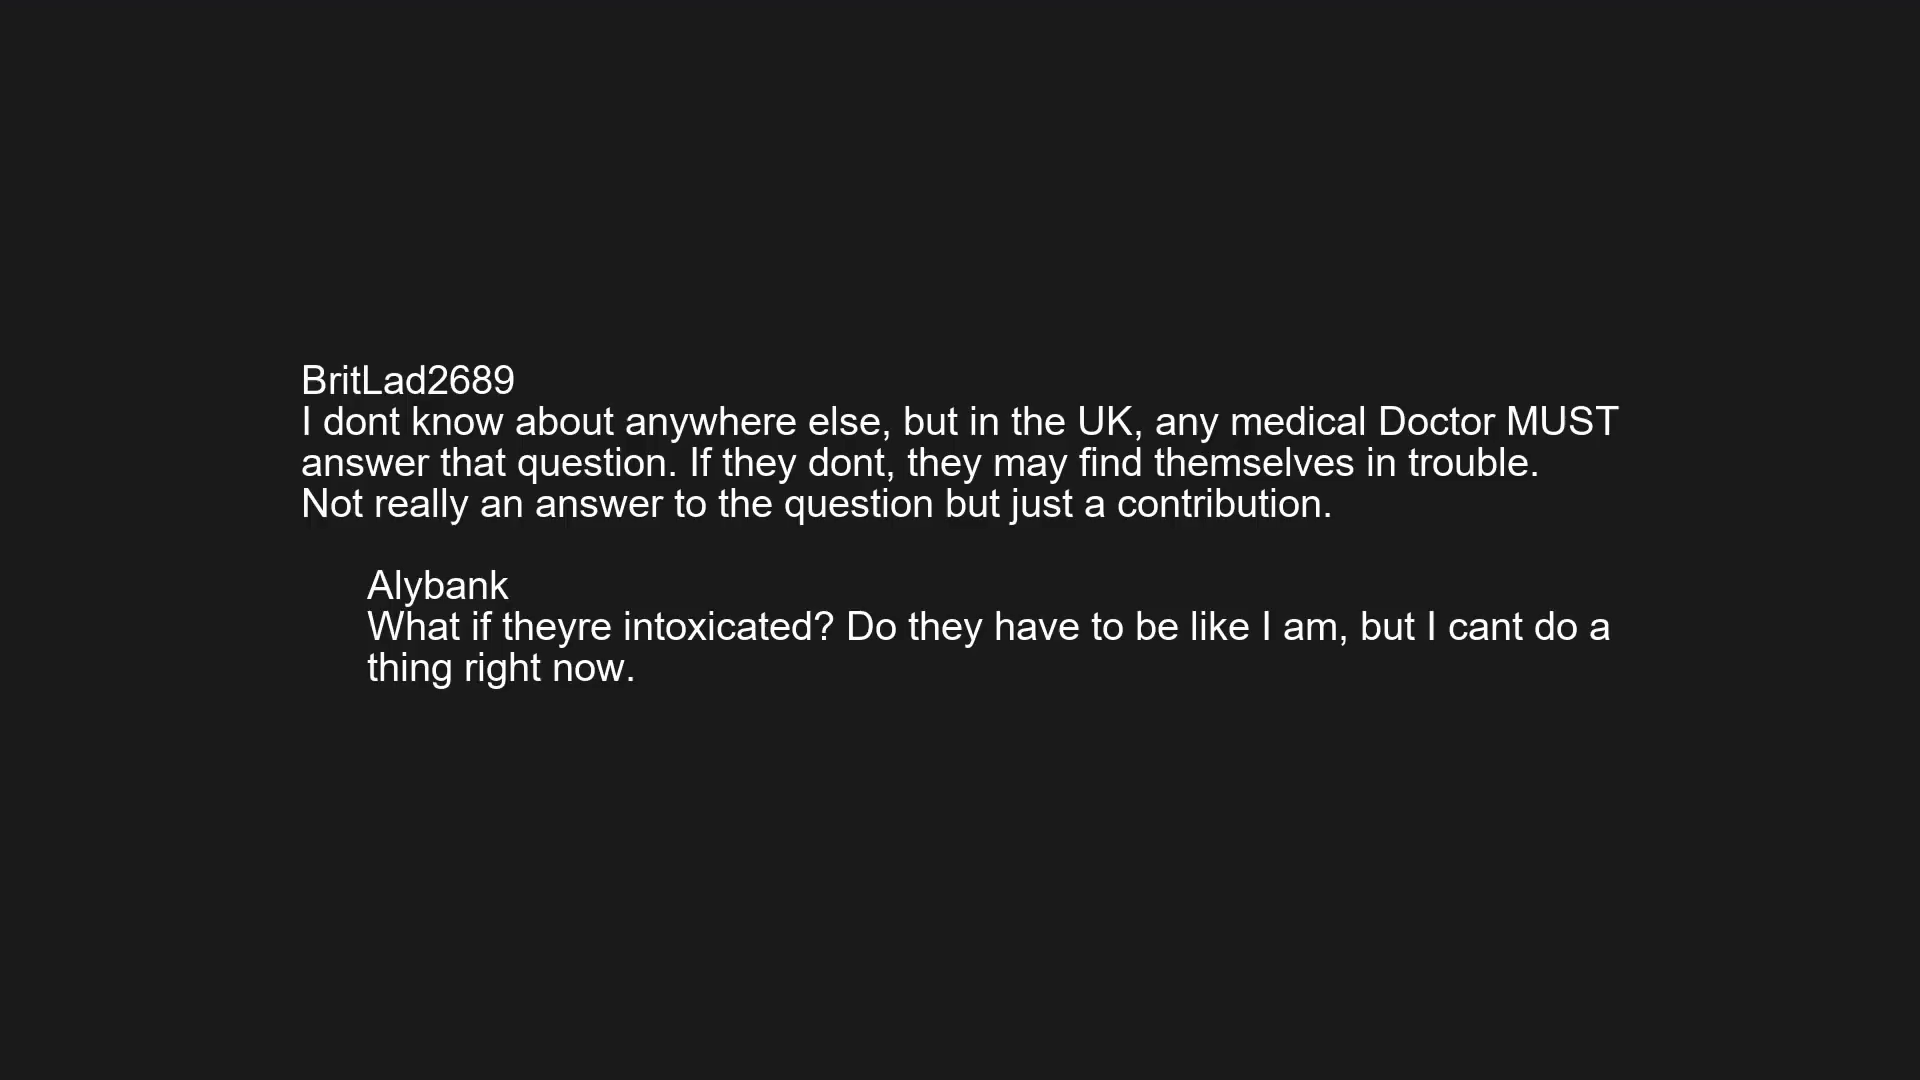 BritLad2689
I dont know about anywhere else, but in the UK, any medical Doctor MUST
answer that question. If they dont, they may find themselves in trouble.
Not really an answer to the question but just a contribution.
Alybank
What if theyre intoxicated? Do they have to be like I am, but I cant do a
thing right now.